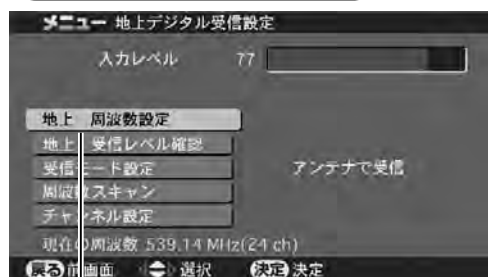 メニュー 地上デジタル受信設定
入力レベル 77
地上 周波数設定
地上 受信レベル確認
受信モード設定
アンテナで受信
周波数スキャン
チャンネル設定
現在の周波数 539.14 MHz(24 ch)
戻る 前画面 選択 決定 決定